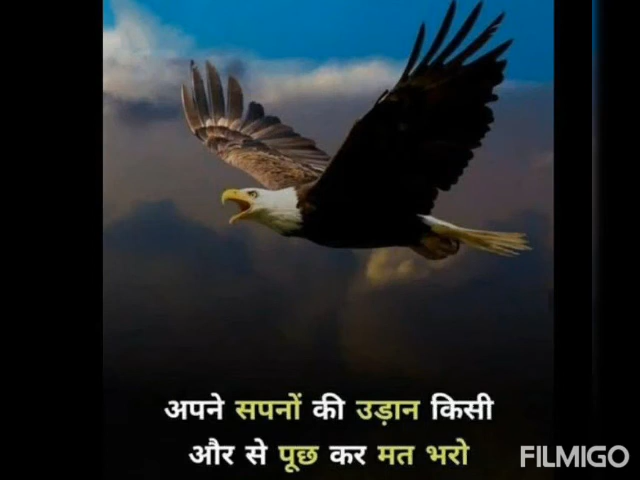 अपने सपनों की उड़ान किसी
और से पूछ कर मत भरो
FILMIGO